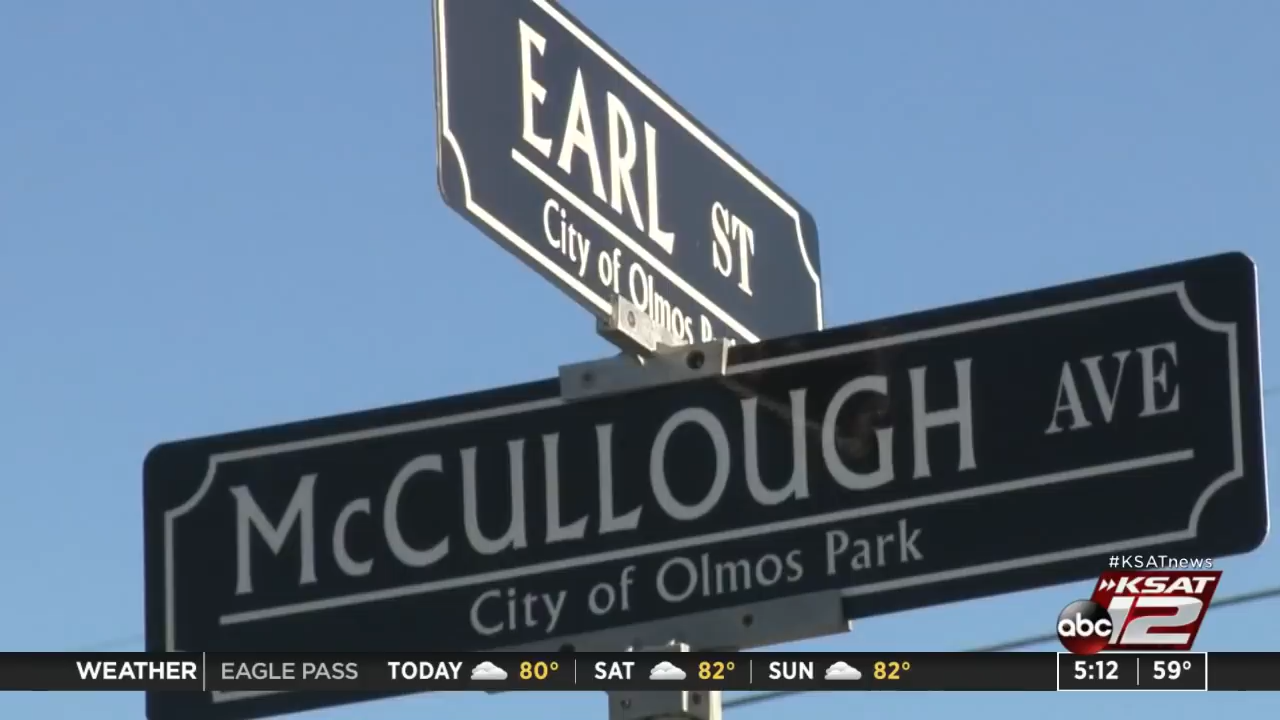 EARL ST
City of Olmos Park
McCULLOUGH AVE
City of Olmos Park
#KSATnews
KSAT
abc 12
WEATHER EAGLE PASS TODAY 80° SAT 82° SUN 82° 5:12 59°